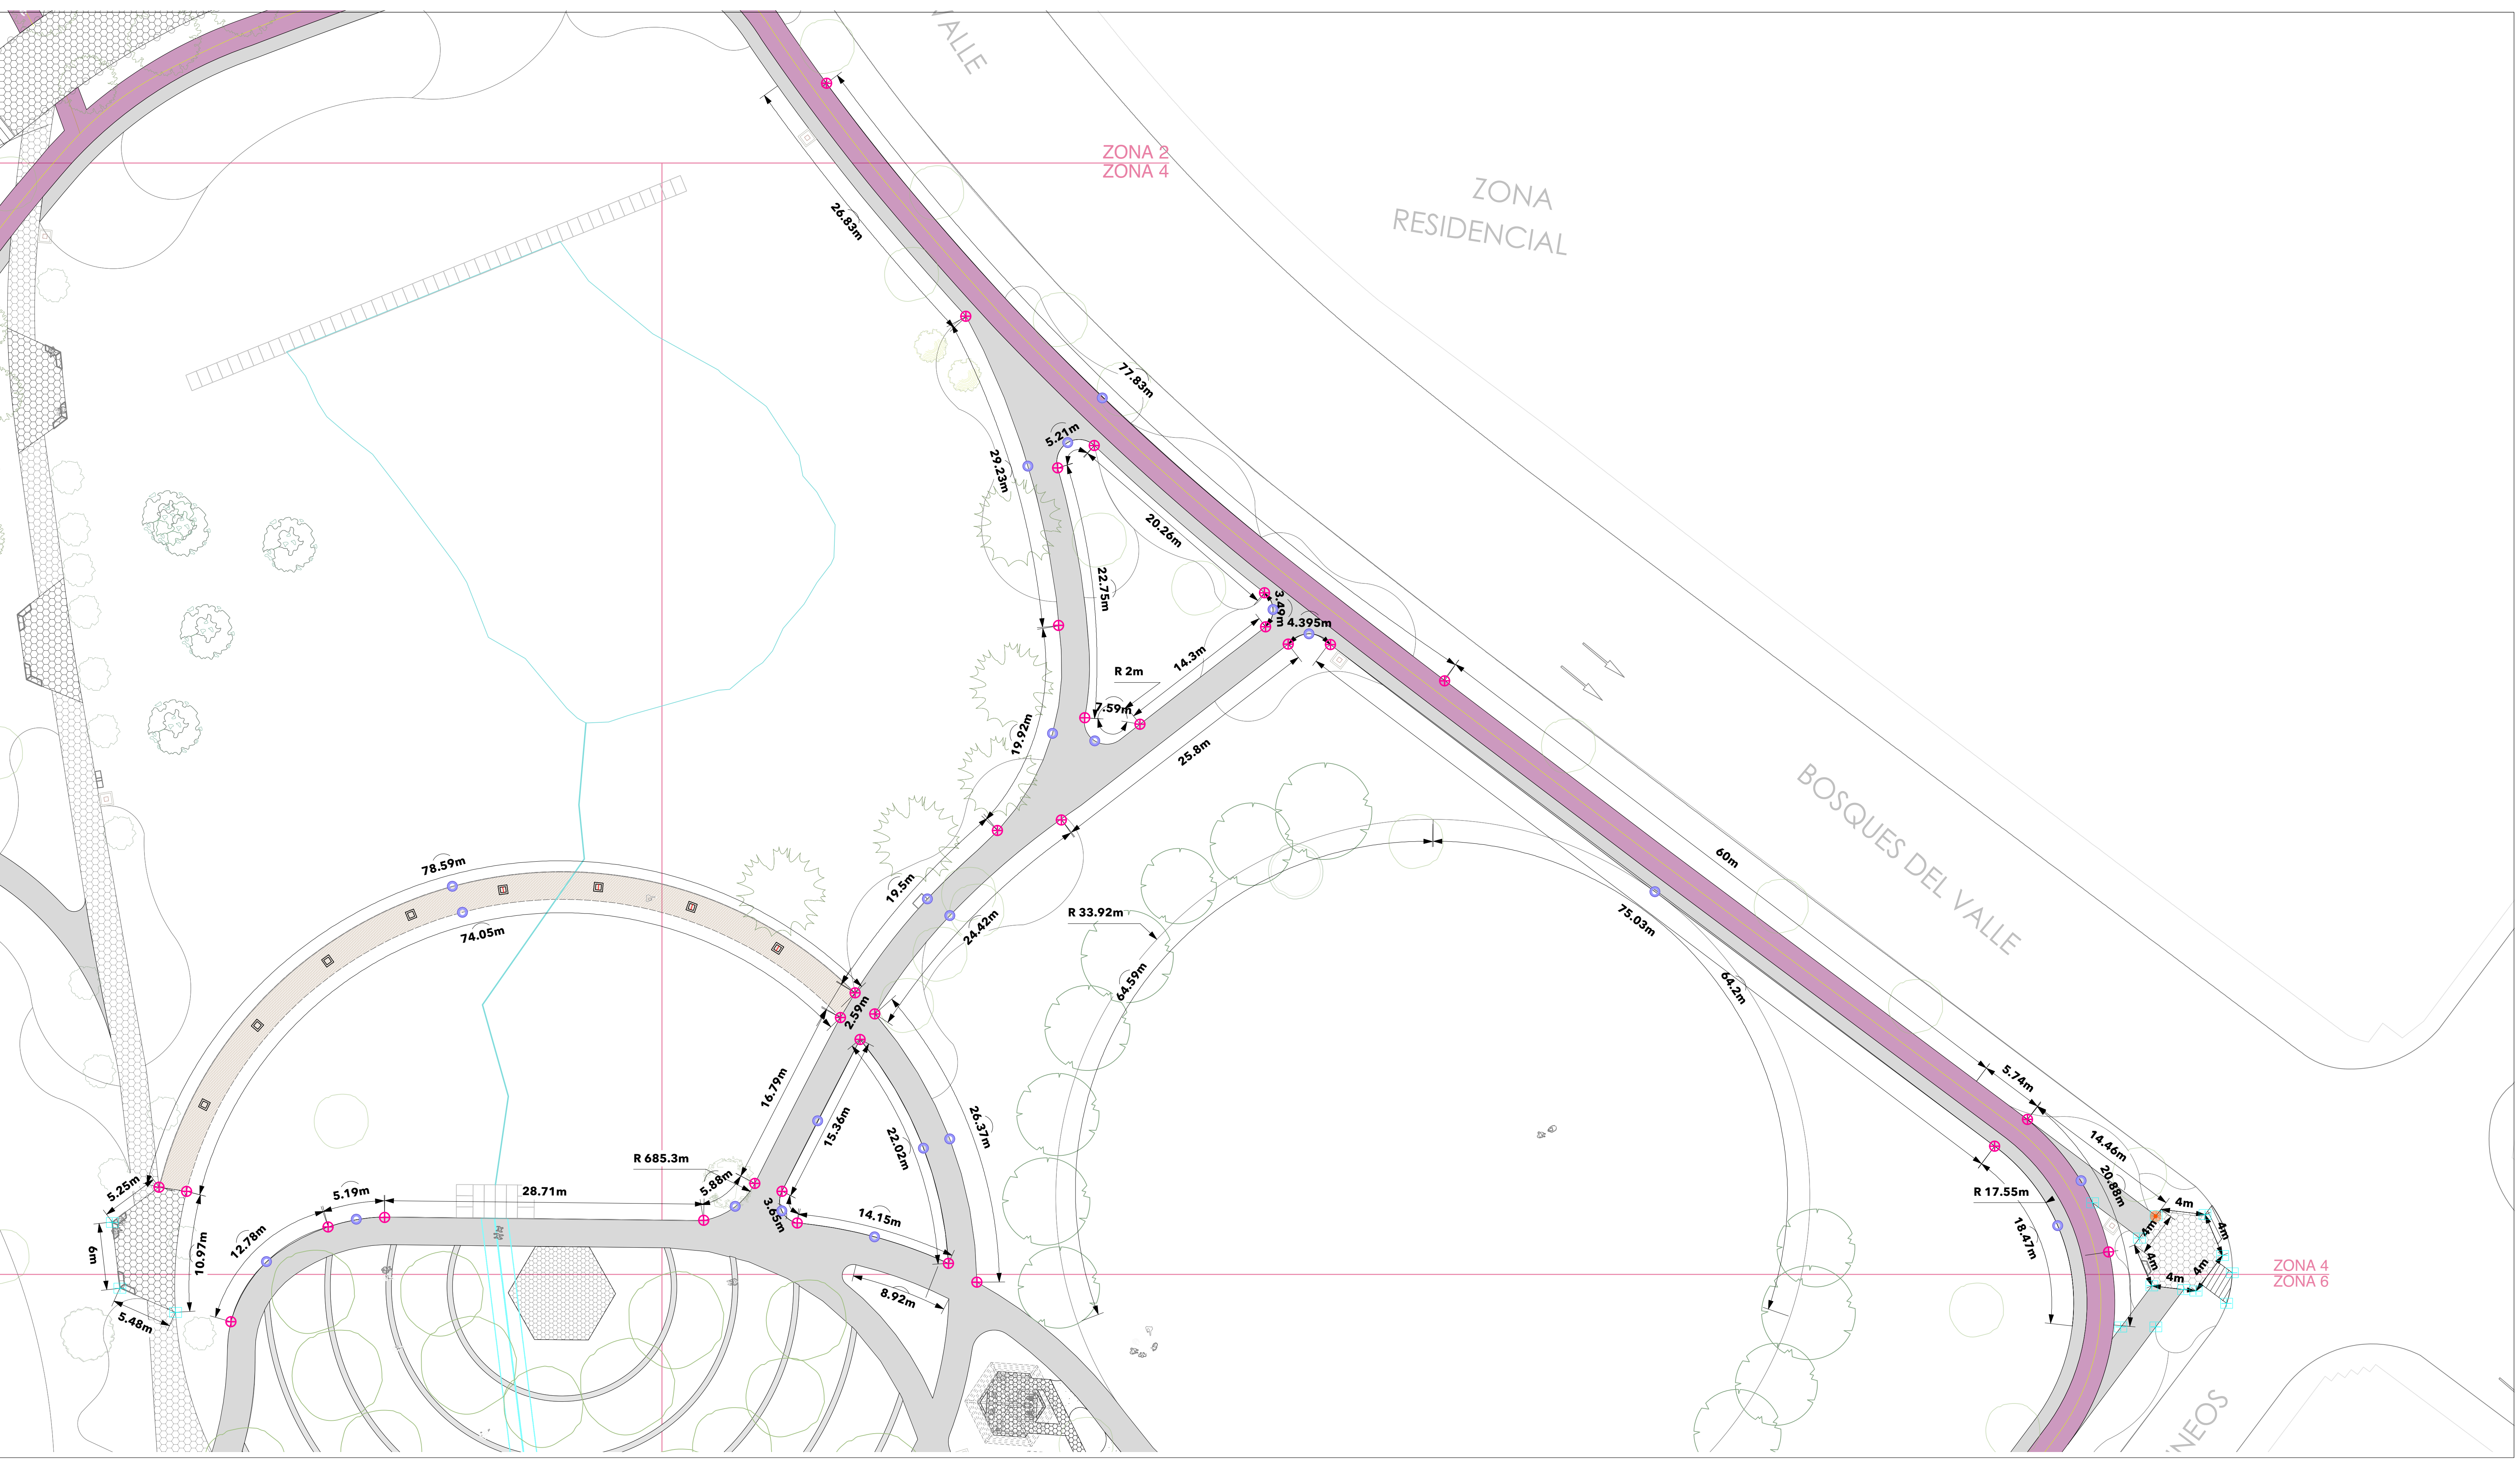 VALLE
ZONA 2
ZONA 4
ZONA
RESIDENCIAL
26.83m
77.83m
5.21m
29.23m
20.26m
22.75m
3.49m
4.395m
14.3m
R 2m
7.59m
19.92m
25.8m
60m
BOSQUES DEL VALLE
78.59m
74.05m
19.5m
24.42m
R 33.92m
75.03m
64.59m
64.2m
2.59m
16.79m
15.36m
22.02m
26.37m
5.74m
14.46m
R 685.3m
5.88m
3.65m
14.15m
28.71m
5.19m
5.25m
12.78m
10.97m
6m
5.48m
8.92m
R 17.55m
20.88m
18.47m
4m
4m
4m
4m
4m
4m
ZONA 4
ZONA 6
NEOS